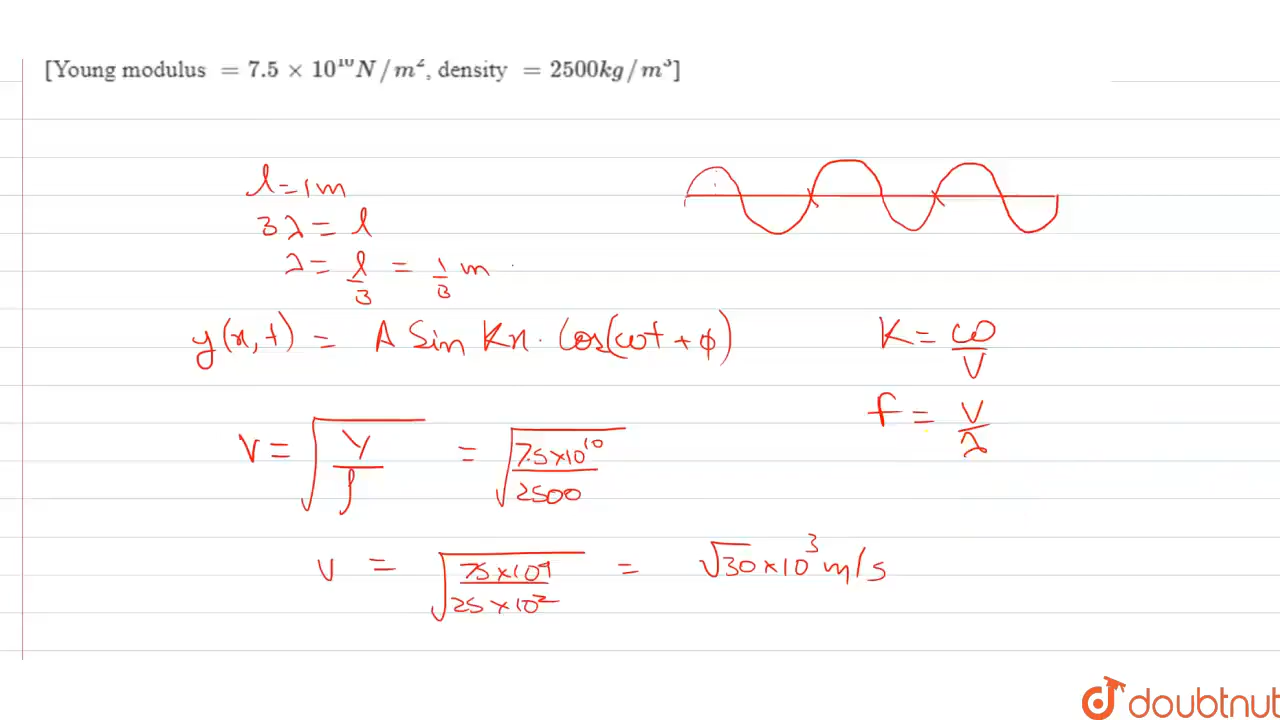 [Young modulus = 7.5 × 10¹⁰N/m², density = 2500kg/m³]
l = 1m
3λ = l
λ = l/3 = 1/3 m
y(x,t) = A Sin Kx · Cos(ωt + φ)
K = ω/V
f = V/λ
V = √(Y/ρ) = √(7.5×10¹⁰/2500)
V = √(75×10⁹/25×10²) = √30 × 10³ m/s
doubtnut